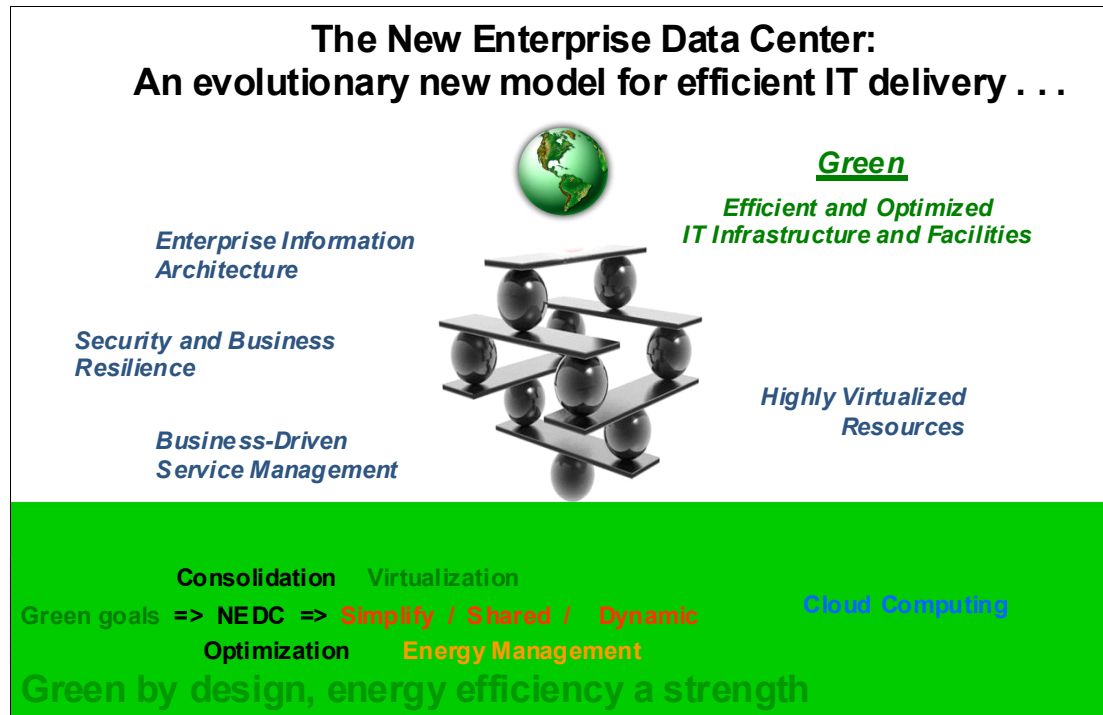 The New Enterprise Data Center:
An evolutionary new model for efficient IT delivery . . .
Green
Efficient and Optimized
IT Infrastructure and Facilities
Enterprise Information
Architecture
Security and Business
Resilience
Highly Virtualized
Resources
Business-Driven
Service Management
Consolidation Virtualization
Green goals => NEDC => Simplify / Shared / Dynamic
Cloud Computing
Optimization Energy Management
Green by design, energy efficiency a strength